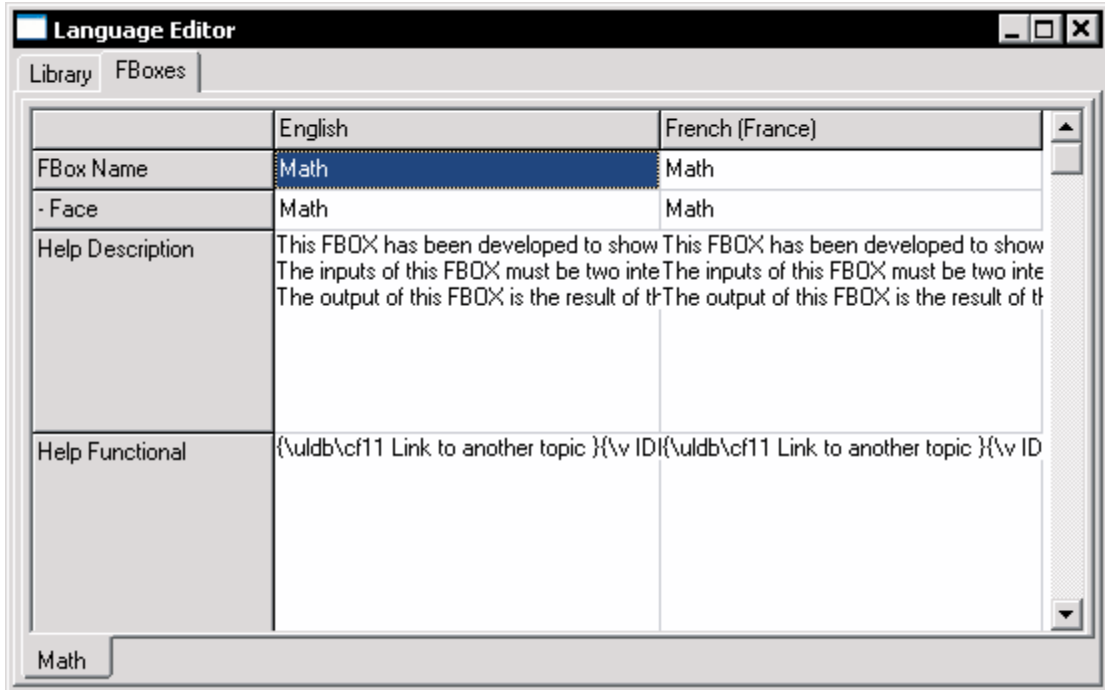 Language Editor
Library FBoxes
English French (France)
FBox Name Math Math
- Face Math Math
Help Description This FBOX has been developed to show This FBOX has been developed to show
The inputs of this FBOX must be two inte The inputs of this FBOX must be two inte
The output of this FBOX is the result of th The output of this FBOX is the result of th
Help Functional {\uldb\cf11 Link to another topic }{\v ID {\uldb\cf11 Link to another topic }{\v ID
Math